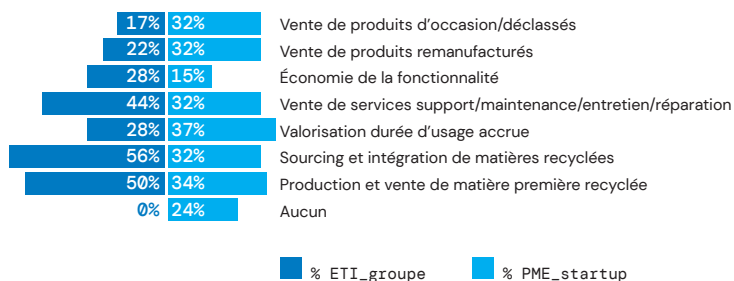 17% 32% Vente de produits d’occasion/déclassés
22% 32% Vente de produits remanufacturés
28% 15% Économie de la fonctionnalité
44% 32% Vente de services support/maintenance/entretien/réparation
28% 37% Valorisation durée d’usage accrue
56% 32% Sourcing et intégration de matières recyclées
50% 34% Production et vente de matière première recyclée
0% 24% Aucun
% ETI_groupe % PME_startup